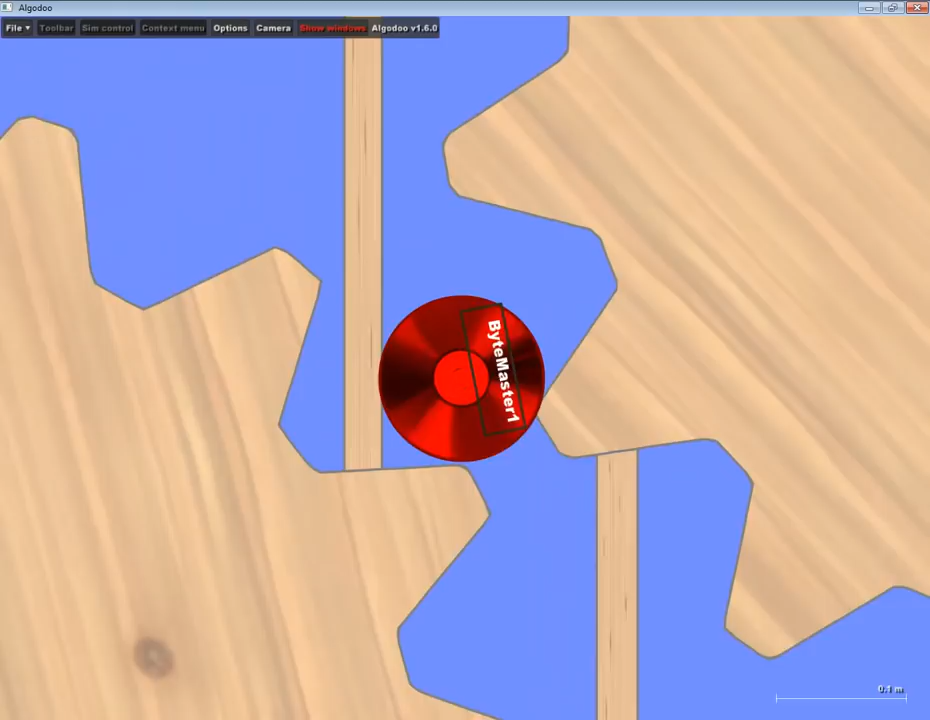 Algodoo
File Toolbar Sim control Context menu Options Camera Show windows Algodoo v1.6.0
ByteMaster1
0.1 m